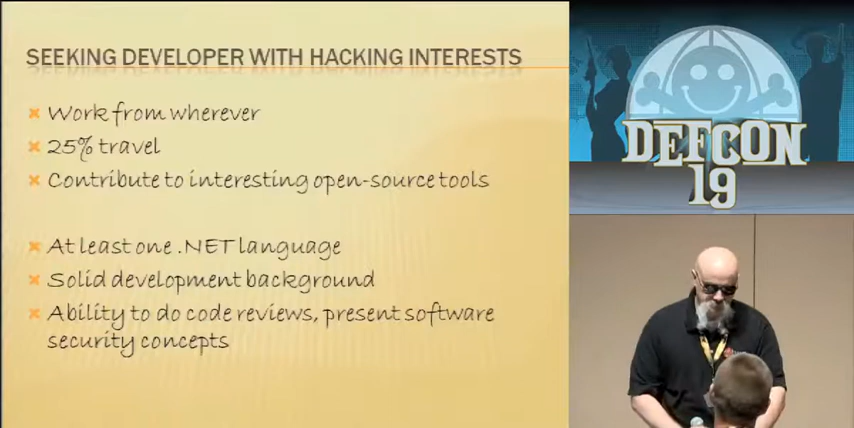 SEEKING DEVELOPER WITH HACKING INTERESTS
Work from wherever
25% travel
Contribute to interesting open-source tools
At least one .NET language
Solid development background
Ability to do code reviews, present software
security concepts
DEFCON
19